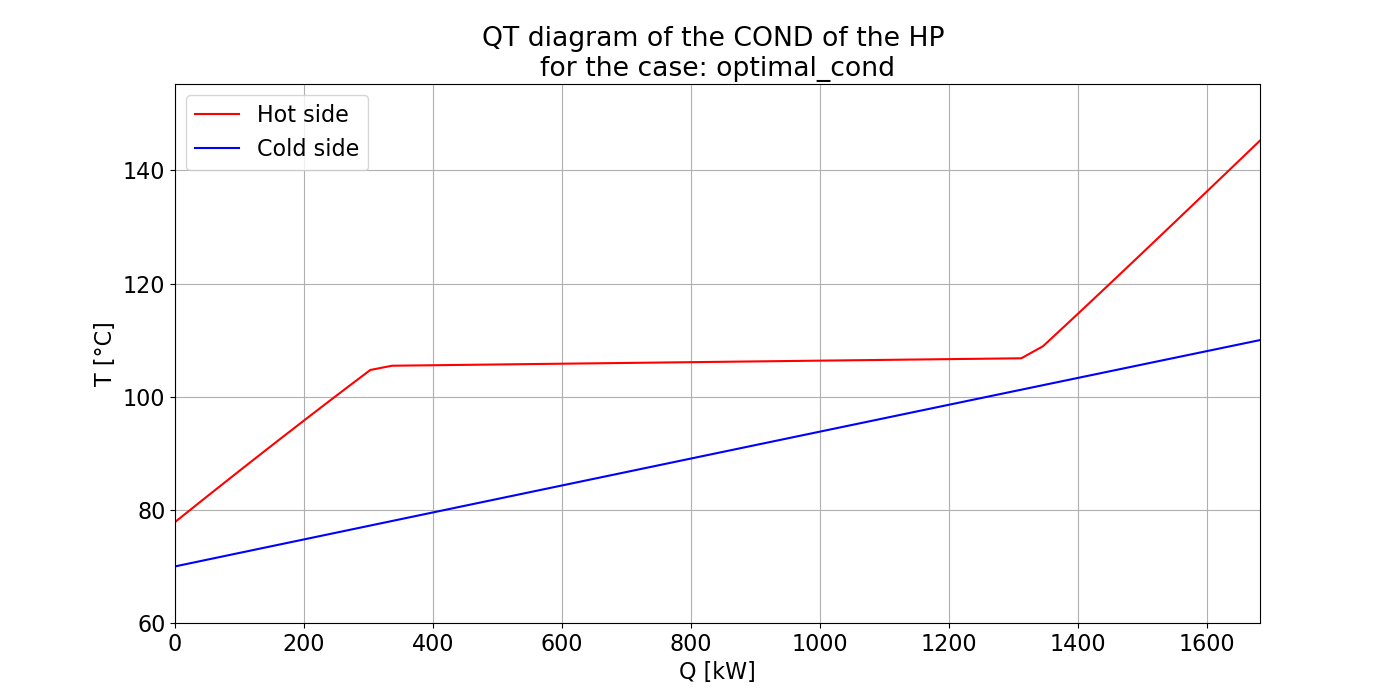 QT diagram of the COND of the HP
for the case: optimal_cond
Hot side
Cold side
140
120
100
80
60
T [°C]
0 200 400 600 800 1000 1200 1400 1600
Q [kW]